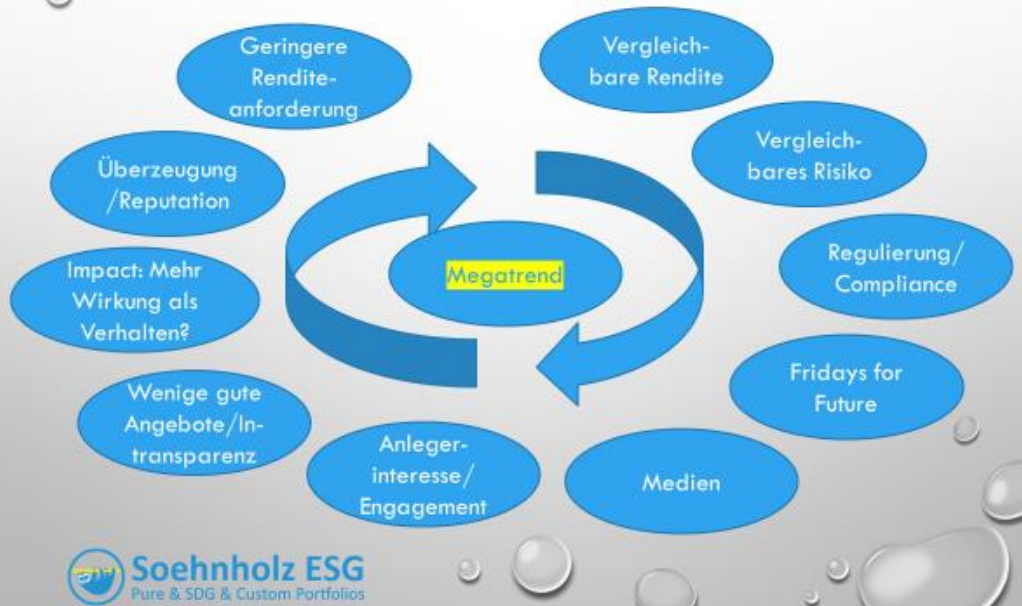 Geringere
Rendite-
anforderung
Vergleich-
bare Rendite
Vergleich-
bares Risiko
Überzeugung
/Reputation
Regulierung/
Compliance
Impact: Mehr
Wirkung als
Verhalten?
Megatrend
Fridays for
Future
Wenige gute
Angebote/In-
transparenz
Anleger-
interesse/
Engagement
Medien
Soehnholz ESG
Pure & SDG & Custom Portfolios